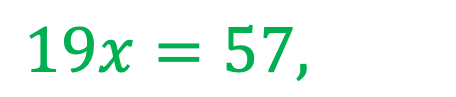 19x = 57,